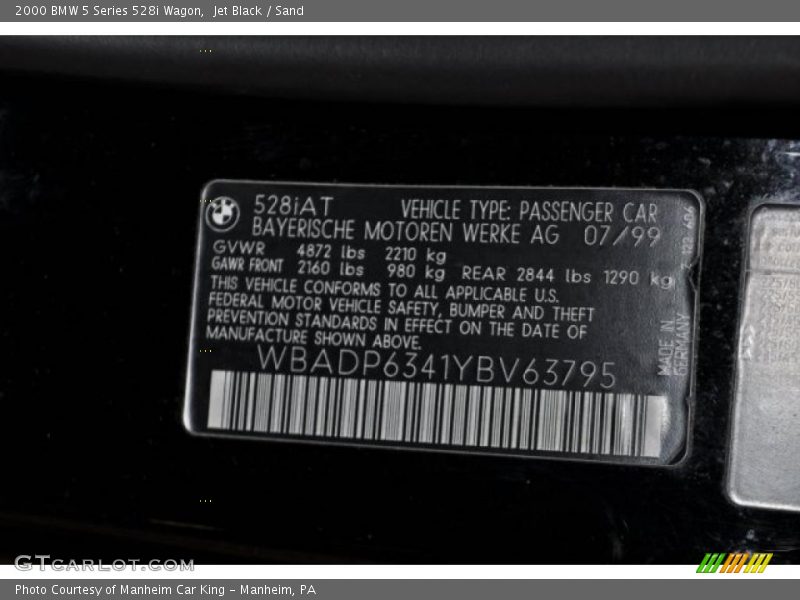 2000 BMW 5 Series 528i Wagon,  Jet Black / Sand
528iAT
VEHICLE TYPE: PASSENGER CAR
BAYERISCHE MOTOREN WERKE AG 07/99
GVWR 4872 lbs 2210 kg
GAWR FRONT 2160 lbs 980 kg REAR 2844 lbs 1290 kg
THIS VEHICLE CONFORMS TO ALL APPLICABLE U.S.
FEDERAL MOTOR VEHICLE SAFETY, BUMPER AND THEFT
PREVENTION STANDARDS IN EFFECT ON THE DATE OF
MANUFACTURE SHOWN ABOVE.
WBADP6341YBV63795
MADE IN
GERMANY
GTcarlot.com
Photo Courtesy of Manheim Car King - Manheim, PA